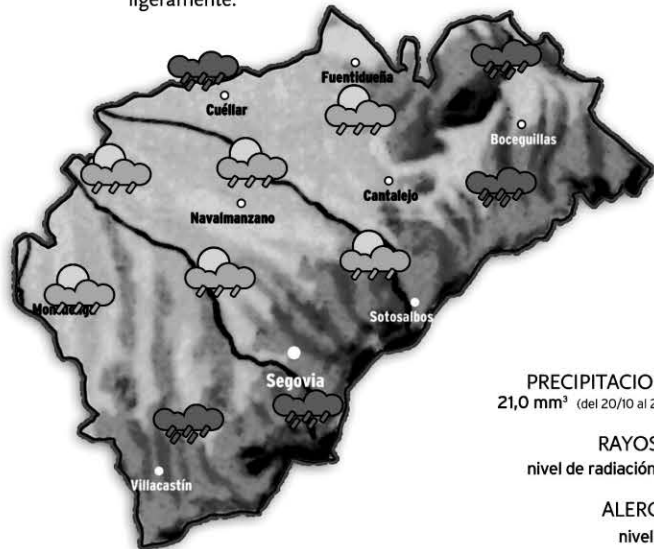 ligeramente.
Fuentidueña
Cuéllar
Boceguillas
Cantalejo
Navalmanzano
Sotosalbos
Segovia
PRECIPITACIO
21,0 mm³ (del 20/10 al 2
RAYOS
nivel de radiación
ALERG
nivel
Villacastín